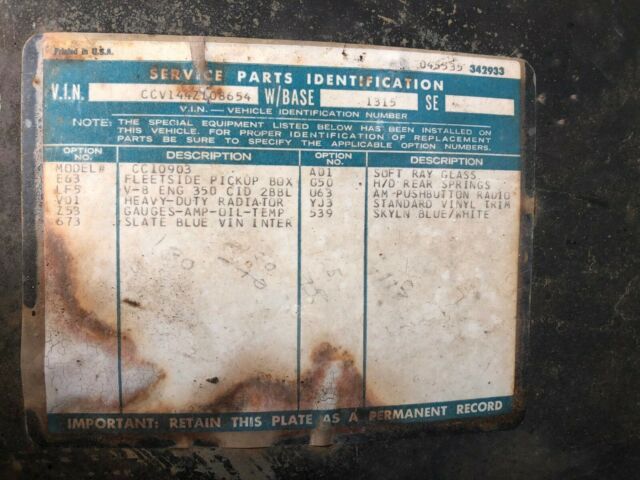 Printed in U.S.A.
045535 342933
SERVICE PARTS IDENTIFICATION
V.I.N. CCV144Z108654 W/BASE 1315 SE
V.I.N. — VEHICLE IDENTIFICATION NUMBER
NOTE: THE SPECIAL EQUIPMENT LISTED BELOW HAS BEEN INSTALLED ON
THIS VEHICLE. FOR PROPER IDENTIFICATION OF REPLACEMENT
PARTS BE SURE TO SPECIFY THE APPLICABLE OPTION NUMBERS.
OPTION NO. DESCRIPTION OPTION NO. DESCRIPTION
MODEL# CC10903 A01 SOFT RAY GLASS
E63 FLEETSIDE PICKUP BOX G50 H/D REAR SPRINGS
LF5 V-8 ENG 350 CID 2BBL U63 AM-PUSHBUTTON RADIO
V01 HEAVY-DUTY RADIATOR YJ3 STANDARD VINYL TRIM
Z53 GAUGES-AMP-OIL-TEMP 539 SKYLN BLUE/WHITE
673 SLATE BLUE VIN INTER
IMPORTANT: RETAIN THIS PLATE AS A PERMANENT RECORD